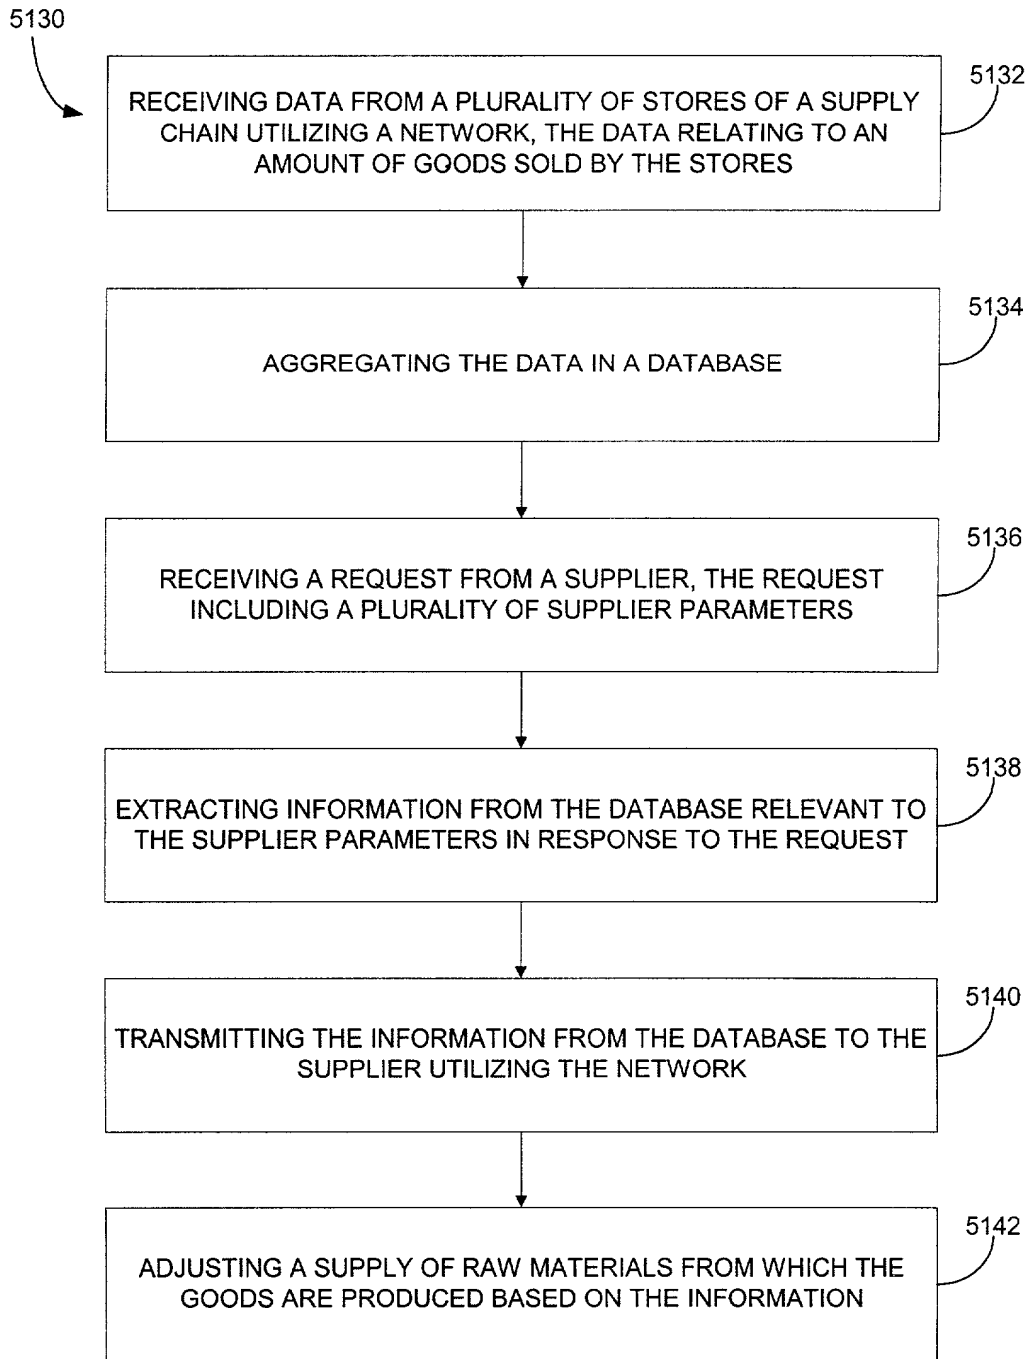 5130
5132
RECEIVING DATA FROM A PLURALITY OF STORES OF A SUPPLY
CHAIN UTILIZING A NETWORK, THE DATA RELATING TO AN
AMOUNT OF GOODS SOLD BY THE STORES
5134
AGGREGATING THE DATA IN A DATABASE
5136
RECEIVING A REQUEST FROM A SUPPLIER, THE REQUEST
INCLUDING A PLURALITY OF SUPPLIER PARAMETERS
5138
EXTRACTING INFORMATION FROM THE DATABASE RELEVANT TO
THE SUPPLIER PARAMETERS IN RESPONSE TO THE REQUEST
5140
TRANSMITTING THE INFORMATION FROM THE DATABASE TO THE
SUPPLIER UTILIZING THE NETWORK
5142
ADJUSTING A SUPPLY OF RAW MATERIALS FROM WHICH THE
GOODS ARE PRODUCED BASED ON THE INFORMATION